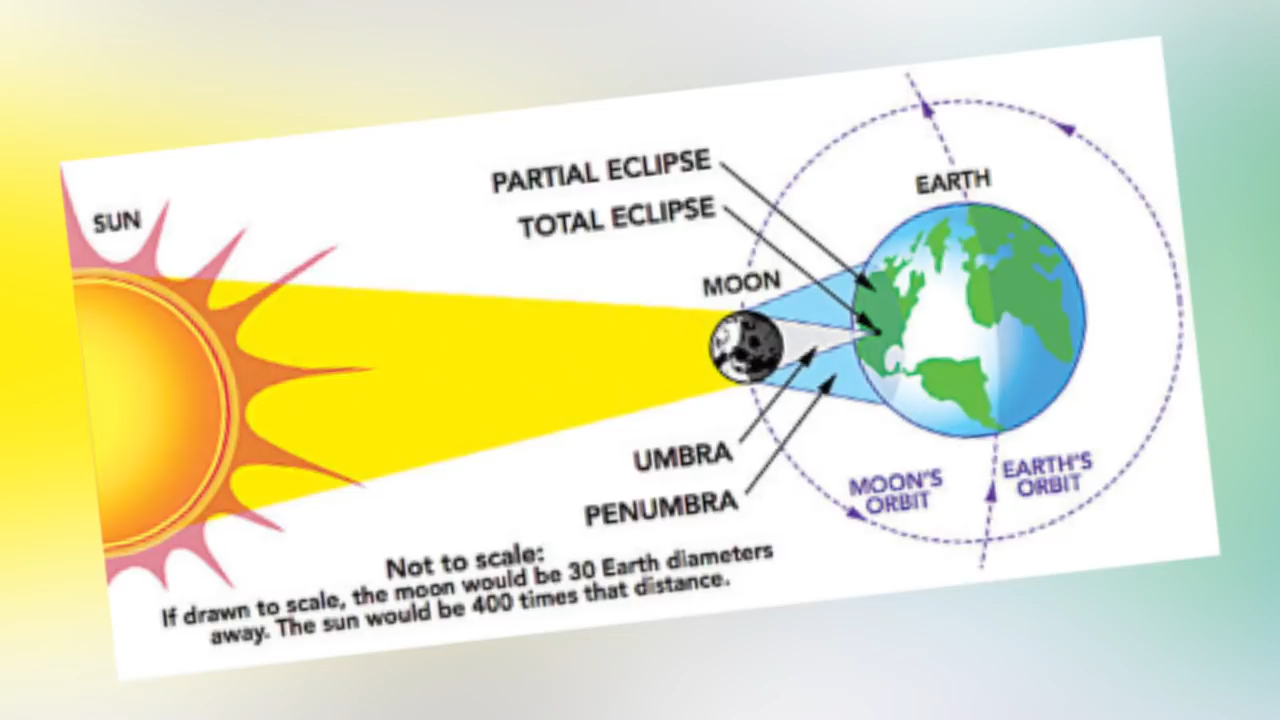 SUN
PARTIAL ECLIPSE
TOTAL ECLIPSE
MOON
EARTH
UMBRA
PENUMBRA
MOON'S
ORBIT
EARTH'S
ORBIT
Not to scale:
If drawn to scale, the moon would be 30 Earth diameters
away. The sun would be 400 times that distance.